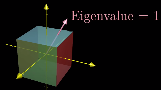 Eigenvalue = 1